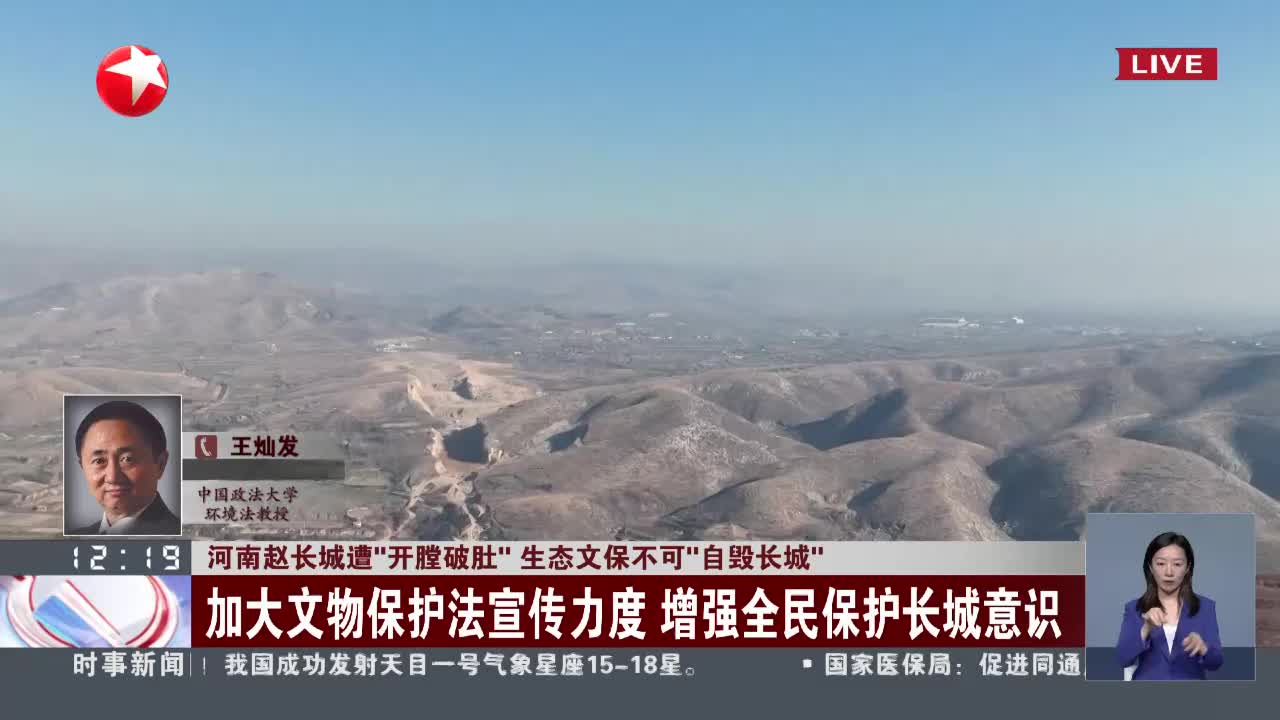 LIVE
王灿发
中国政法大学
环境法教授
12:19
河南赵长城遭"开膛破肚" 生态文保不可"自毁长城"
加大文物保护法宣传力度 增强全民保护长城意识
时事新闻
! 我国成功发射天目一号气象星座15-18星。
▪ 国家医保局：促进同通